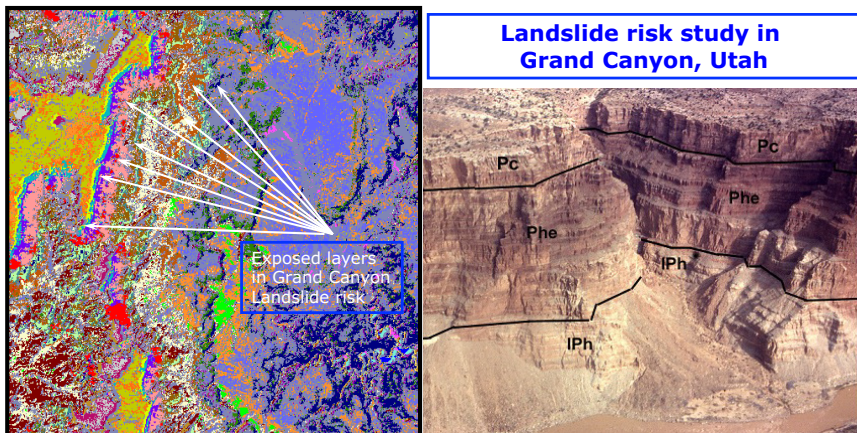 Landslide risk study in
Grand Canyon, Utah
Exposed layers
in Grand Canyon
Landslide risk
Pc
Pc
Phe
Phe
IPh
IPh